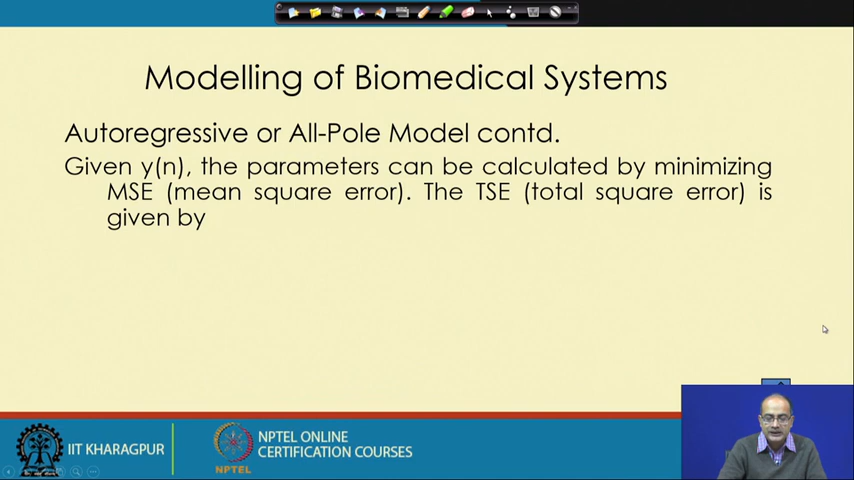 Modelling of Biomedical Systems
Autoregressive or All-Pole Model contd.
Given y(n), the parameters can be calculated by minimizing
MSE (mean square error). The TSE (total square error) is
given by
IIT KHARAGPUR
NPTEL
NPTEL ONLINE
CERTIFICATION COURSES